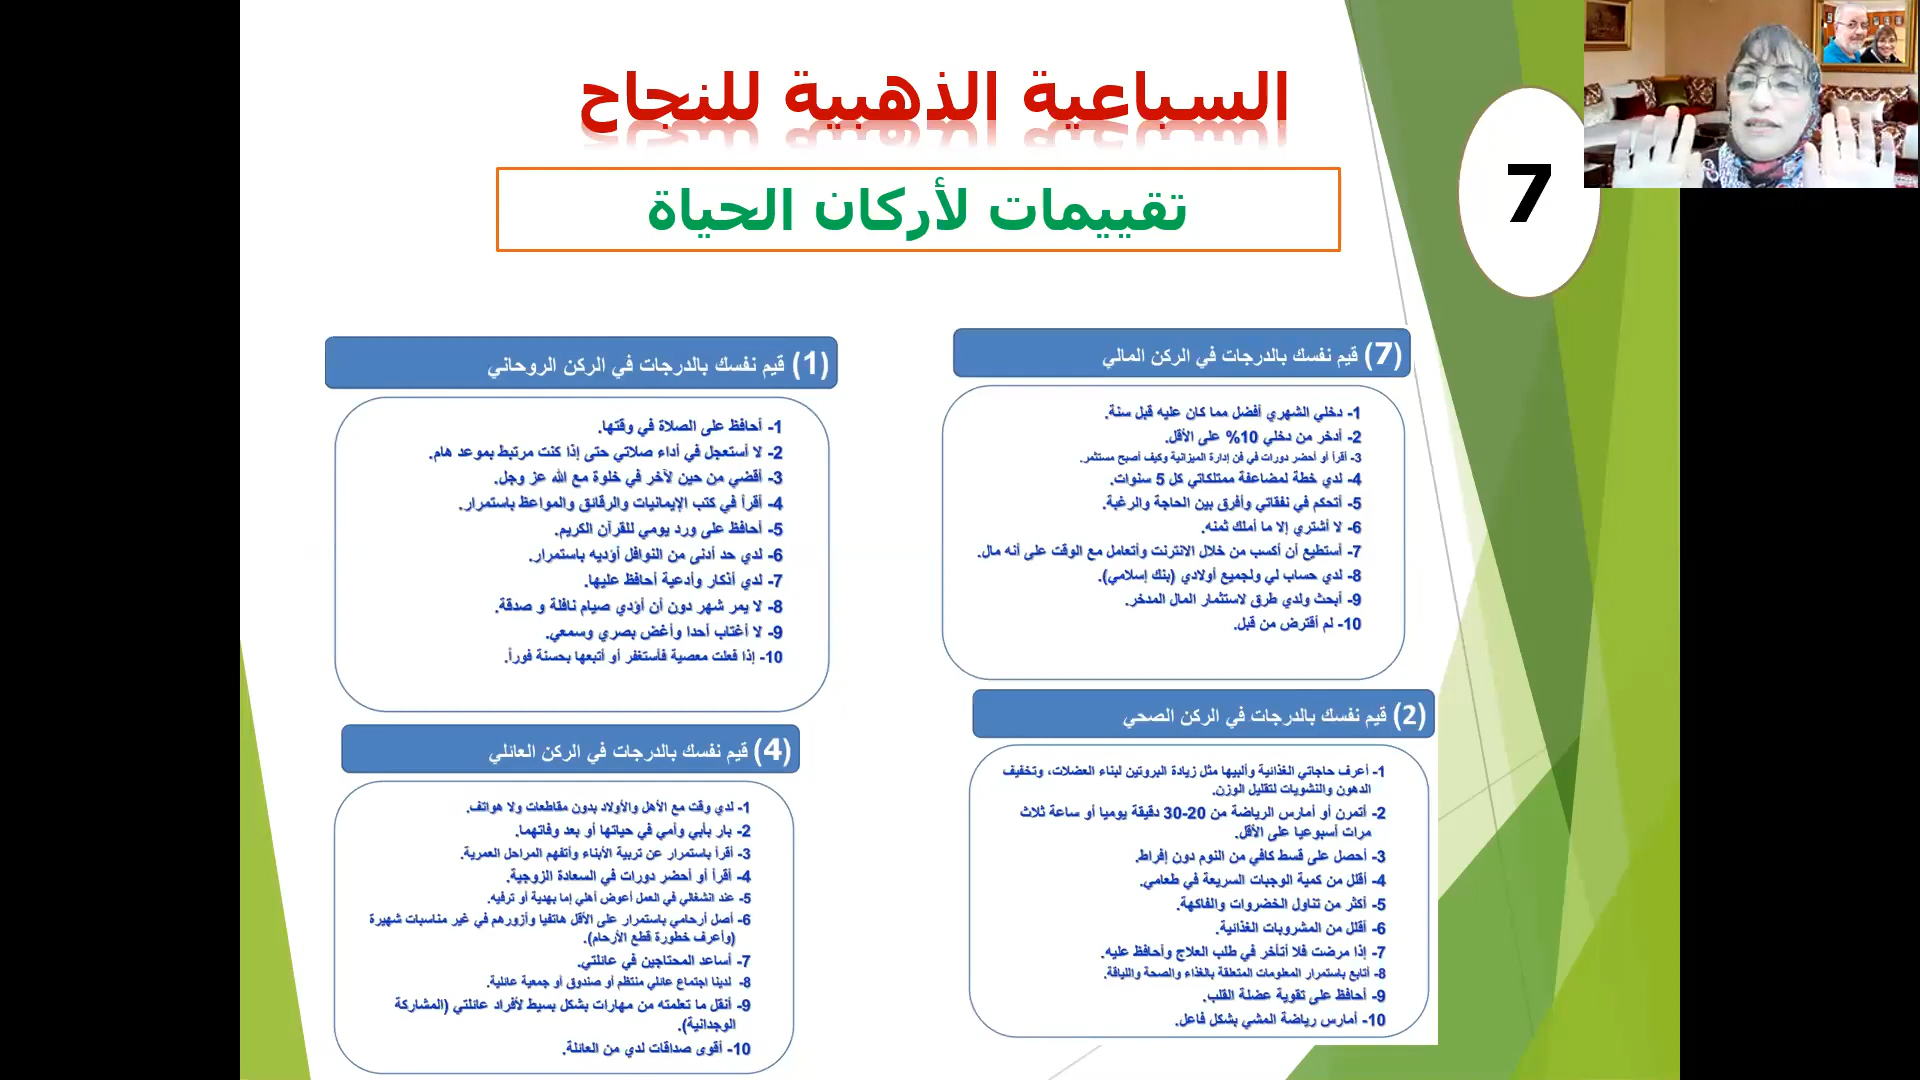 السباعية الذهبية للنجاح
تقييمات لأركان الحياة
7
(7) قيم نفسك بالدرجات في الركن المالي
1- دخلي الشهري أفضل مما كان عليه قبل سنة.
2- أدخر من دخلي 10% على الأقل.
3- أقرأ أو أحضر دورات في فن إدارة الميزانية وكيف أصبح مستثمر.
4- لدي خطة لمضاعفة ممتلكاتي كل 5 سنوات.
5- أتحكم في نفقاتي وأفرق بين الحاجة والرغبة.
6- لا أشتري إلا ما أملك ثمنه.
7- أستطيع أن أكسب من خلال الانترنت وأتعامل مع الوقت على أنه مال.
8- لدي حساب لي ولجميع أولادي (بنك إسلامي).
9- أبحث ولدي طرق لاستثمار المال المدخر.
10- لم أقترض من قبل.
(1) قيم نفسك بالدرجات في الركن الروحاني
1- أحافظ على الصلاة في وقتها.
2- لا أستعجل في أداء صلاتي حتى إذا كنت مرتبط بموعد هام.
3- أقضي من حين لآخر في خلوة مع الله عز وجل.
4- أقرأ في كتب الإيمانيات والرقائق والمواعظ باستمرار.
5- أحافظ على ورد يومي للقرآن الكريم.
6- لدي حد أدنى من النوافل أؤديه باستمرار.
7- لدي أذكار وأدعية أحافظ عليها.
8- لا يمر شهر دون أن أؤدي صيام نافلة و صدقة.
9- لا أغتاب أحدا وأغض بصري وسمعي.
10- إذا فعلت معصية فأستغفر أو أتبعها بحسنة فوراً.
(2) قيم نفسك بالدرجات في الركن الصحي
1- أعرف حاجاتي الغذائية وألبيها مثل زيادة البروتين لبناء العضلات، وتخفيف
الدهون والنشويات لتقليل الوزن.
2- أتمرن أو أمارس الرياضة من 20-30 دقيقة يوميا أو ساعة ثلاث
مرات أسبوعيا على الأقل.
3- أحصل على قسط كافي من النوم دون إفراط.
4- أقلل من كمية الوجبات السريعة في طعامي.
5- أكثر من تناول الخضروات والفاكهة.
6- أقلل من المشروبات الغذائية.
7- إذا مرضت فلا أتأخر في طلب العلاج وأحافظ عليه.
8- أتابع باستمرار المعلومات المتعلقة بالغذاء والصحة واللياقة.
9- أحافظ على تقوية عضلة القلب.
10- أمارس رياضة المشي بشكل فاعل.
(4) قيم نفسك بالدرجات في الركن العائلي
1- لدي وقت مع الأهل والأولاد بدون مقاطعات ولا هواتف.
2- بار بأبي وأمي في حياتها أو بعد وفاتهما.
3- أقرأ باستمرار عن تربية الأبناء وأتفهم المراحل العمرية.
4- أقرأ أو أحضر دورات في السعادة الزوجية.
5- عند انشغالي في العمل أعوض أهلي إما بهدية أو ترفيه.
6- أصل أرحامي باستمرار على الأقل هاتفيا وأزورهم في غير مناسبات شهيرة
(وأعرف خطورة قطع الأرحام).
7- أساعد المحتاجين في عائلتي.
8- لدينا اجتماع عائلي منتظم أو صندوق أو جمعية عائلية.
9- أنقل ما تعلمته من مهارات بشكل بسيط لأفراد عائلتي (المشاركة
الوجدانية).
10- أقوى صداقات لدي من العائلة.